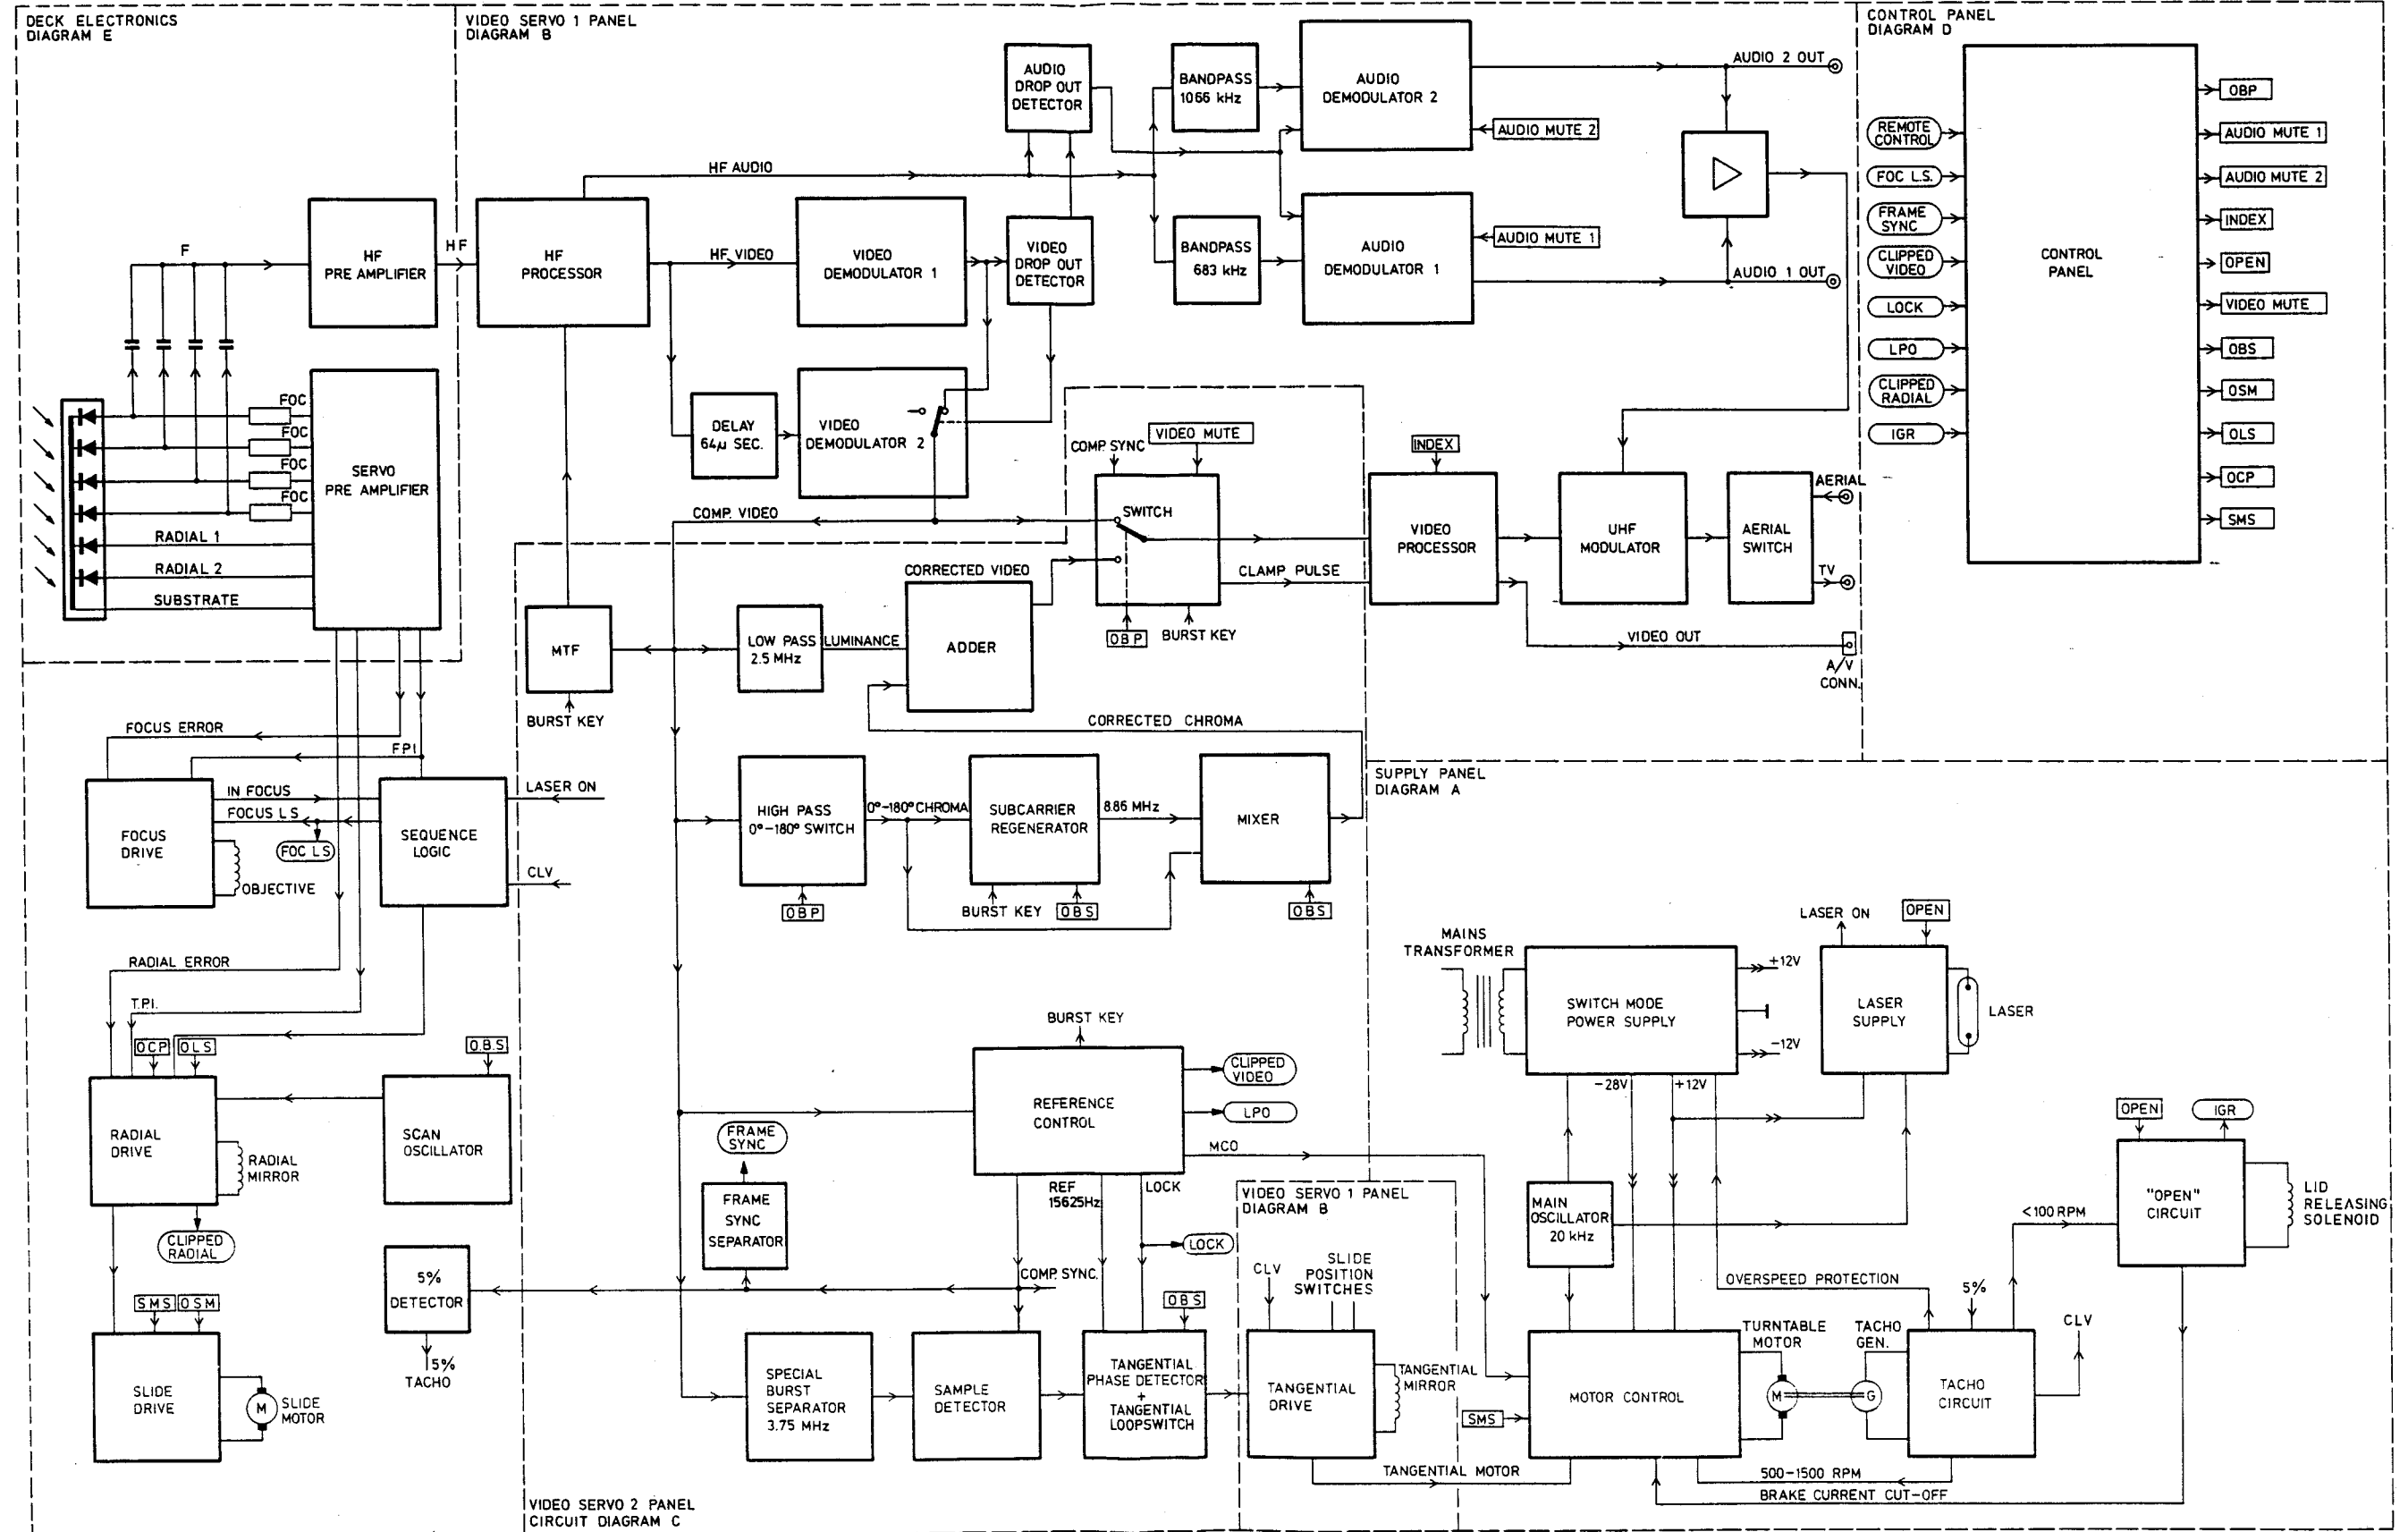 DECK ELECTRONICS
DIAGRAM E
VIDEO SERVO 1 PANEL
DIAGRAM B
CONTROL PANEL
DIAGRAM D
AUDIO
DROP OUT
DETECTOR
BANDPASS
1066 kHz
AUDIO
DEMODULATOR 2
AUDIO 2 OUT
AUDIO MUTE 2
HF AUDIO
F
HF
PRE AMPLIFIER
HF
HF
PROCESSOR
HF VIDEO
VIDEO
DEMODULATOR 1
VIDEO
DROP OUT
DETECTOR
BANDPASS
683 kHz
AUDIO
DEMODULATOR 1
AUDIO MUTE 1
AUDIO 1 OUT
REMOTE
CONTROL
FOC L.S.
FRAME
SYNC
CLIPPED
VIDEO
LOCK
LPO
CLIPPED
RADIAL
IGR
CONTROL
PANEL
OBP
AUDIO MUTE 1
AUDIO MUTE 2
INDEX
OPEN
VIDEO MUTE
OBS
OSM
OLS
OCP
SMS
FOC
FOC
FOC
FOC
SERVO
PRE AMPLIFIER
RADIAL 1
RADIAL 2
SUBSTRATE
DELAY
64µ SEC.
VIDEO
DEMODULATOR 2
COMP. VIDEO
COMP. SYNC
VIDEO MUTE
SWITCH
INDEX
VIDEO
PROCESSOR
UHF
MODULATOR
AERIAL
SWITCH
AERIAL
TV
CLAMP PULSE
CORRECTED VIDEO
MTF
BURST KEY
LOW PASS
2.5 MHz
LUMINANCE
ADDER
OBP
BURST KEY
VIDEO OUT
A/V
CONN.
CORRECTED CHROMA
FOCUS ERROR
F.P.I.
IN FOCUS
FOCUS LS
FOC LS
FOCUS
DRIVE
OBJECTIVE
SEQUENCE
LOGIC
LASER ON
CLV
HIGH PASS
0°-180° SWITCH
OBP
0°-180° CHROMA
SUBCARRIER
REGENERATOR
BURST KEY
OBS
8.86 MHz
MIXER
OBS
SUPPLY PANEL
DIAGRAM A
RADIAL ERROR
T.P.I.
OCP
OLS
O.B.S
RADIAL
DRIVE
RADIAL
MIRROR
SCAN
OSCILLATOR
CLIPPED
RADIAL
SMS
OSM
SLIDE
DRIVE
M
SLIDE
MOTOR
5%
DETECTOR
5%
TACHO
BURST KEY
REFERENCE
CONTROL
CLIPPED
VIDEO
LPO
MCO
REF
15625Hz
LOCK
LOCK
FRAME
SYNC
FRAME
SYNC
SEPARATOR
COMP. SYNC.
OBS
SPECIAL
BURST
SEPARATOR
3.75 MHz
SAMPLE
DETECTOR
TANGENTIAL
PHASE DETECTOR
+
TANGENTIAL
LOOPSWITCH
VIDEO SERVO 1 PANEL
DIAGRAM B
CLV
SLIDE
POSITION
SWITCHES
TANGENTIAL
DRIVE
TANGENTIAL
MIRROR
TANGENTIAL MOTOR
MAINS
TRANSFORMER
SWITCH MODE
POWER SUPPLY
+12V
-12V
-28V
+12V
LASER ON
OPEN
LASER
SUPPLY
LASER
MAIN
OSCILLATOR
20 kHz
OVERSPEED PROTECTION
<100 RPM
OPEN
IGR
"OPEN"
CIRCUIT
LID
RELEASING
SOLENOID
SMS
MOTOR CONTROL
TURNTABLE
MOTOR
M
TACHO
GEN.
G
5%
TACHO
CIRCUIT
CLV
500-1500 RPM
BRAKE CURRENT CUT-OFF
VIDEO SERVO 2 PANEL
CIRCUIT DIAGRAM C